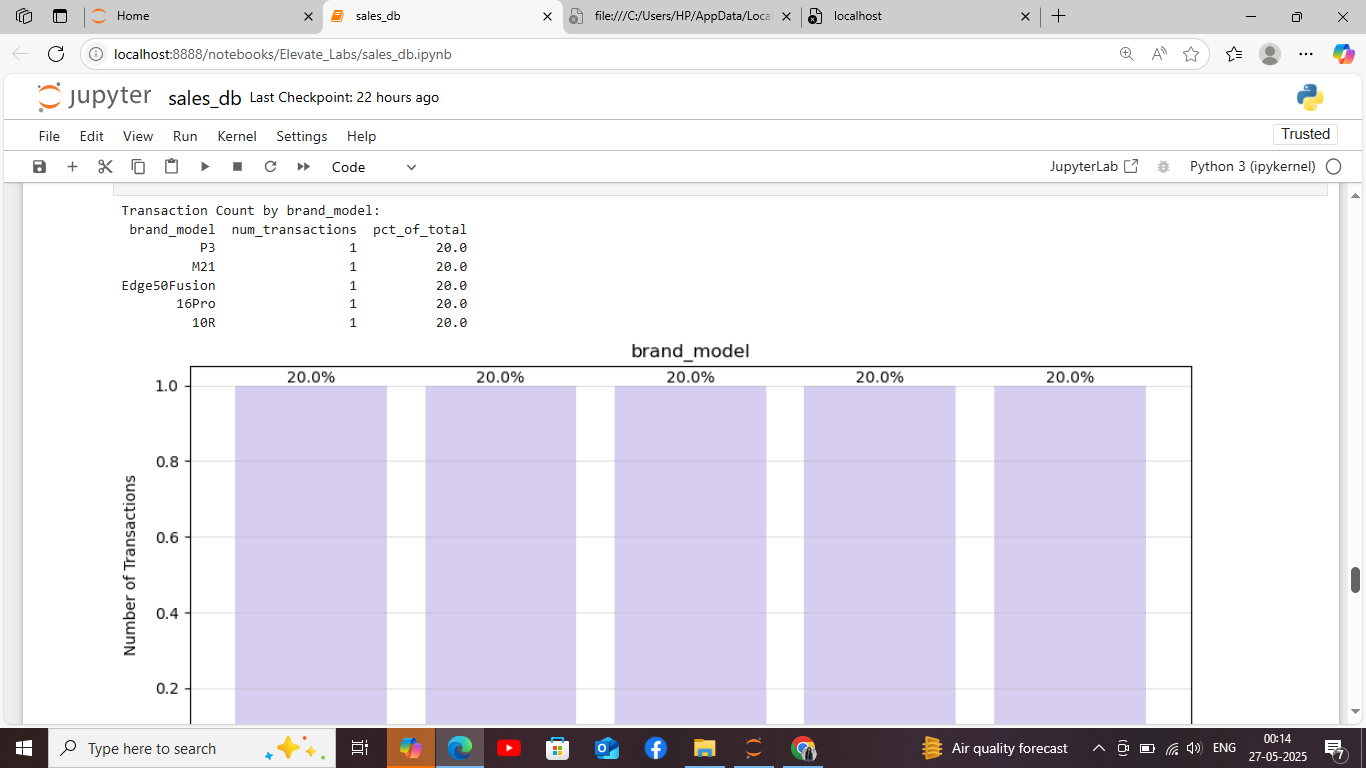 Home
sales_db
file:///C:/Users/HP/AppData/Loca
localhost
localhost:8888/notebooks/Elevate_Labs/sales_db.ipynb
jupyter sales_db Last Checkpoint: 22 hours ago
File Edit View Run Kernel Settings Help
Trusted
Code
JupyterLab
Python 3 (ipykernel)
Transaction Count by brand_model:
brand_model num_transactions pct_of_total
P3 1 20.0
M21 1 20.0
Edge50Fusion 1 20.0
16Pro 1 20.0
10R 1 20.0
brand_model
20.0% 20.0% 20.0% 20.0% 20.0%
1.0
0.8
0.6
0.4
0.2
Number of Transactions
Type here to search
Air quality forecast
ENG
00:14
27-05-2025
7